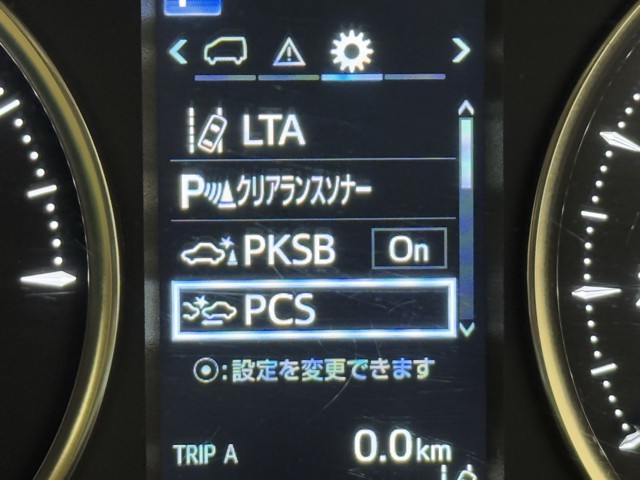 LTA
Pクリアランスソナー
PKSB On
PCS
:設定を変更できます
TRIP A 0.0km